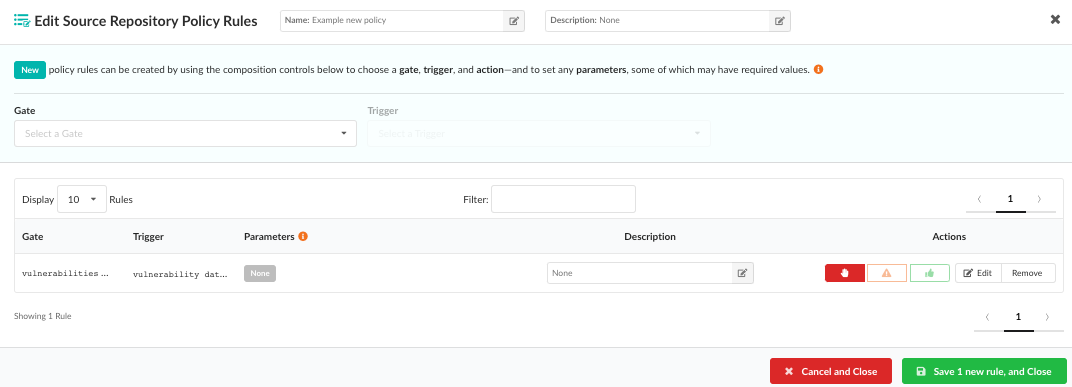 Edit Source Repository Policy Rules
Name: Example new policy
Description: None
New policy rules can be created by using the composition controls below to choose a gate, trigger, and action—and to set any parameters, some of which may have required values.
Gate
Trigger
Select a Gate
Select a Trigger
Display 10 Rules
Filter:
1
Gate
Trigger
Parameters
Description
Actions
vulnerabilities ...
vulnerability dat...
None
None
Edit
Remove
Showing 1 Rule
1
Cancel and Close
Save 1 new rule, and Close